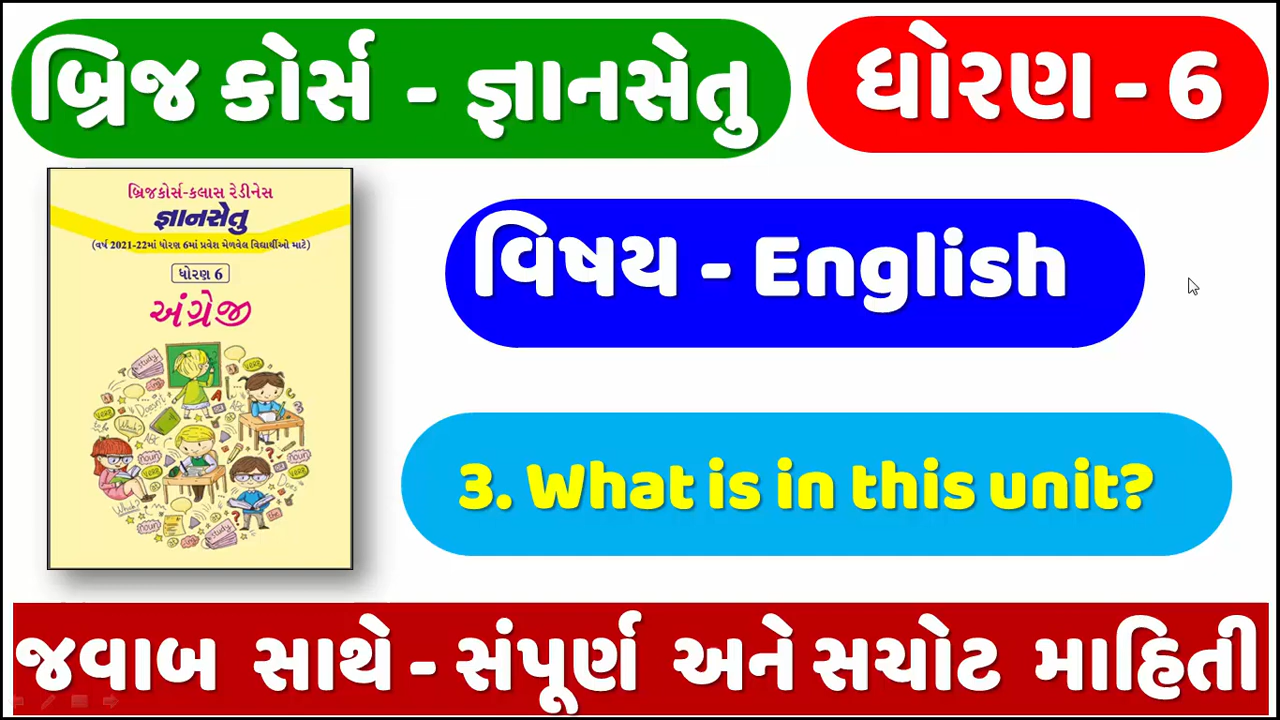 બ્રિજ કોર્સ - જ્ઞાનસેતુ
ધોરણ - 6
બ્રિજકોર્સ-ક્લાસ રેડીનેસ
જ્ઞાનસેતુ
(વર્ષ 2021-22માં ધોરણ 6માં પ્રવેશ મેળવેલ વિદ્યાર્થીઓ માટે)
ધોરણ 6
અંગ્રેજી
વિષય - English
3. What is in this unit?
જવાબ સાથે - સંપૂર્ણ અને સચોટ માહિતી